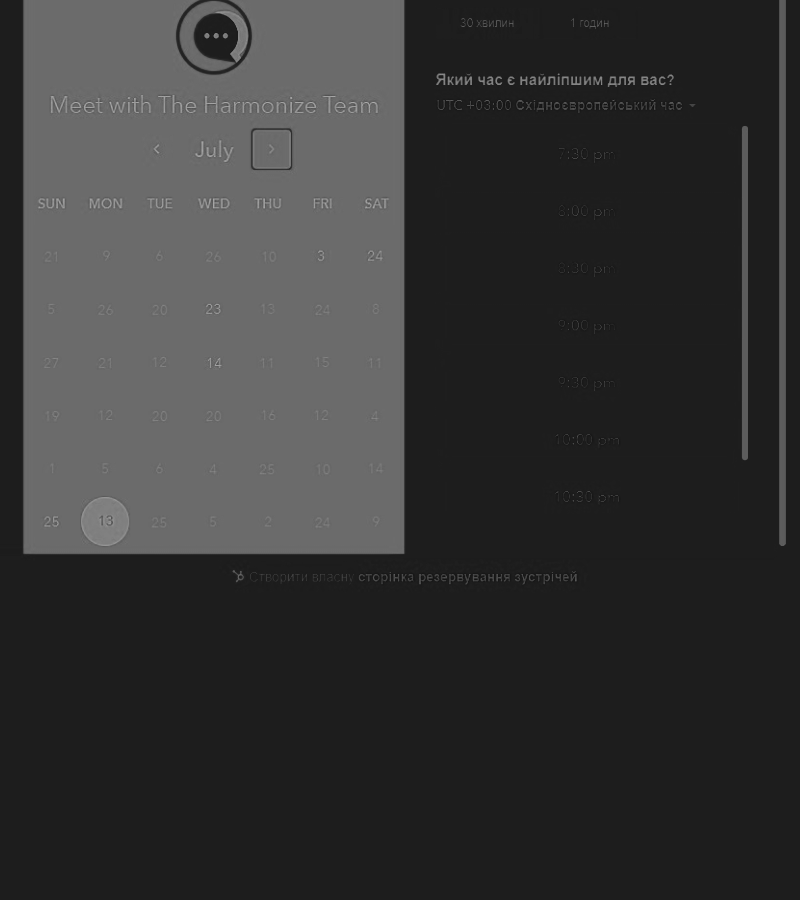 Meet with The Harmonize Team
July
SUN MON TUE WED THU FRI SAT
21 9 6 26 10 3 24
5 26 20 23 13 24 8
27 21 12 14 11 15 11
19 12 20 20 16 12 4
1 5 6 4 25 10 14
25 13 25 5 2 24 9
30 хвилин 1 годин
Який час є найліпшим для вас?
UTC +03:00 Східноєвропейський час
7:30 pm
8:00 pm
8:30 pm
9:00 pm
9:30 pm
10:00 pm
10:30 pm
Створити власну сторінка резервування зустрічей